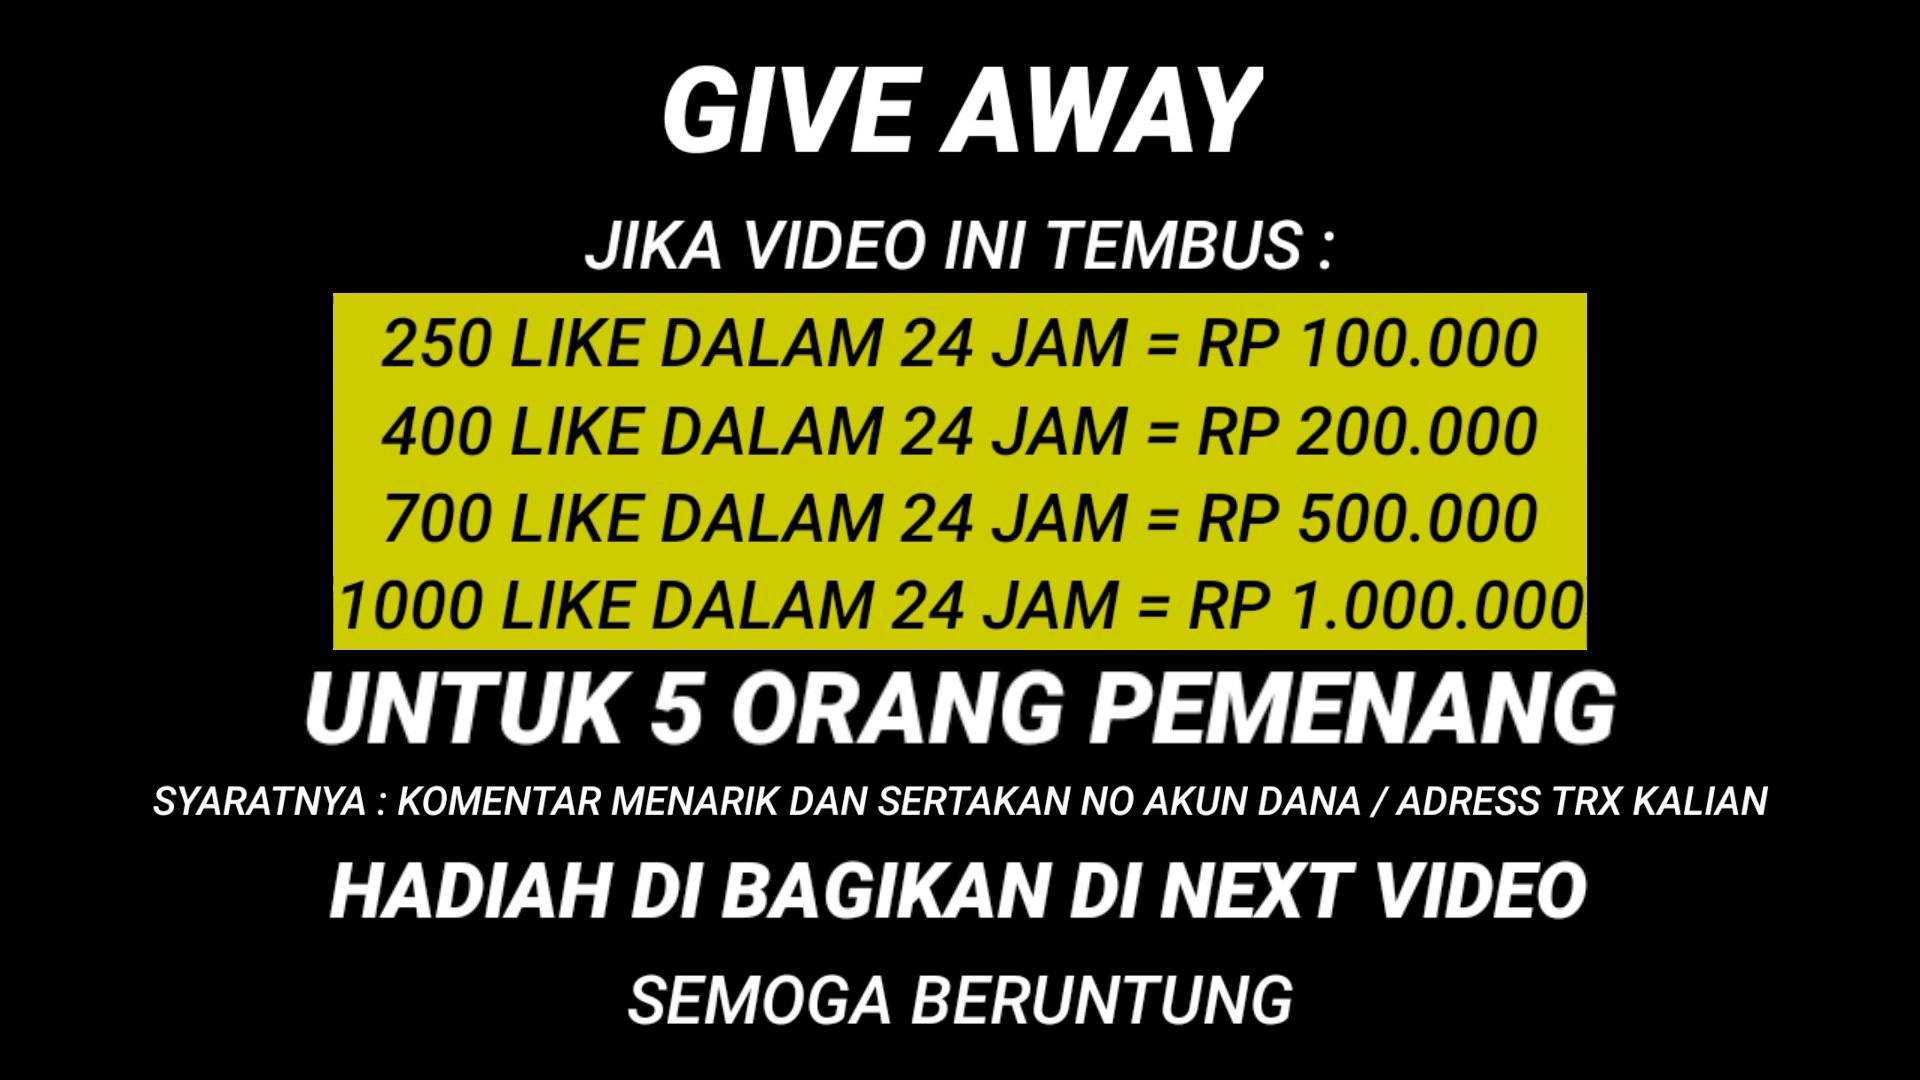 GIVE AWAY
JIKA VIDEO INI TEMBUS :
250 LIKE DALAM 24 JAM = RP 100.000
400 LIKE DALAM 24 JAM = RP 200.000
700 LIKE DALAM 24 JAM = RP 500.000
1000 LIKE DALAM 24 JAM = RP 1.000.000
UNTUK 5 ORANG PEMENANG
SYARATNYA : KOMENTAR MENARIK DAN SERTAKAN NO AKUN DANA / ADRESS TRX KALIAN
HADIAH DI BAGIKAN DI NEXT VIDEO
SEMOGA BERUNTUNG